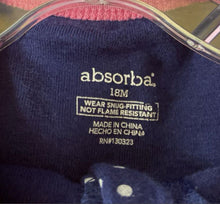 absorba®
18M
WEAR SNUG-FITTING
NOT FLAME RESISTANT
MADE IN CHINA
HECHO EN CHINA
RN#130323